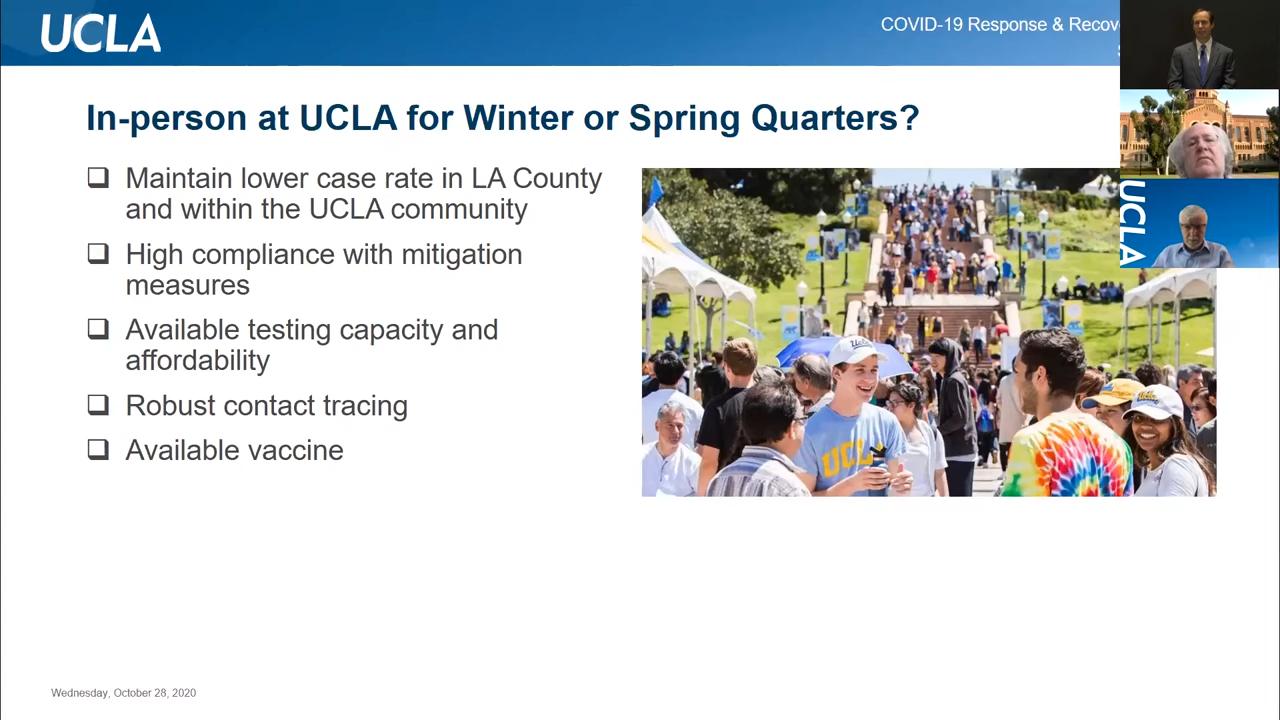 UCLA
COVID-19 Response & Recov
In-person at UCLA for Winter or Spring Quarters?
Maintain lower case rate in LA County
and within the UCLA community
High compliance with mitigation
measures
Available testing capacity and
affordability
Robust contact tracing
Available vaccine
UCLA
UCLA
Wednesday, October 28, 2020